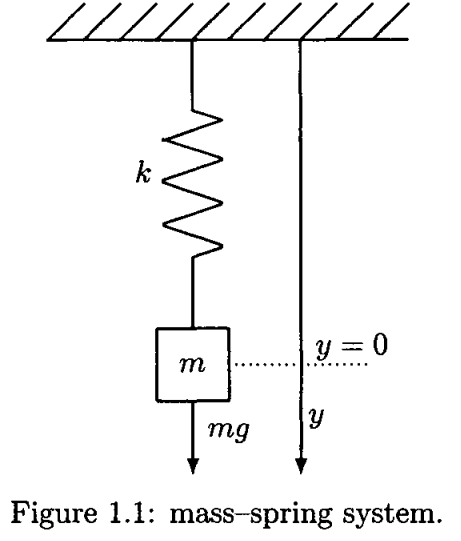 k
y = 0
m
y
mg
Figure 1.1: mass–spring system.